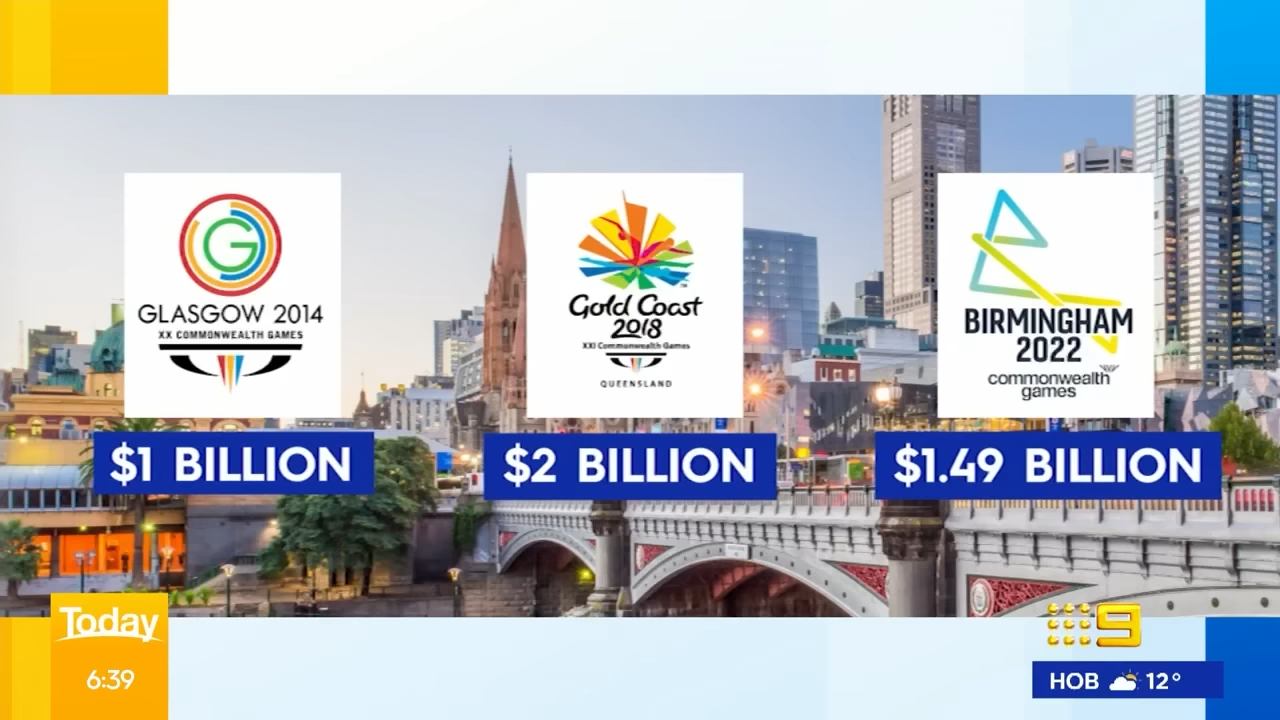 GLASGOW 2014
XX COMMONWEALTH GAMES
$1 BILLION
Gold Coast
2018
XXI Commonwealth Games
QUEENSLAND
$2 BILLION
BIRMINGHAM
2022
commonwealth
games
$1.49 BILLION
Today
6:39
9
HOB 12°